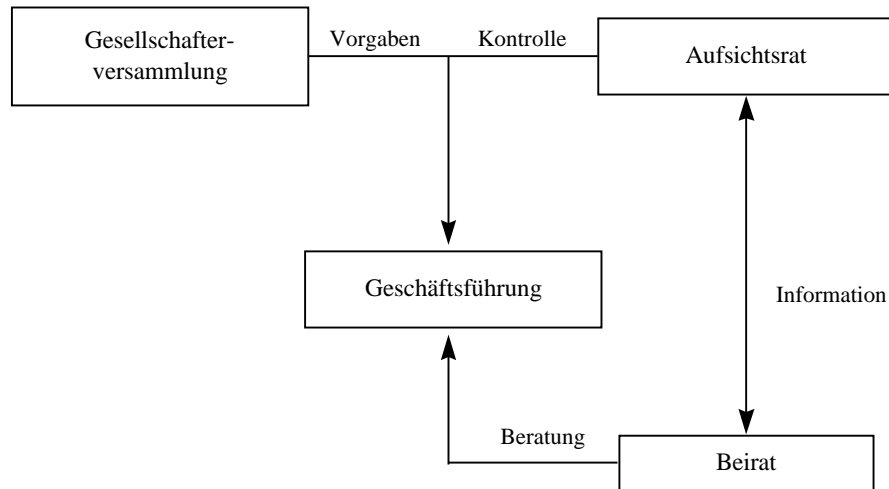 Gesellschafter-
versammlung
Vorgaben
Kontrolle
Aufsichtsrat
Geschäftsführung
Information
Beratung
Beirat